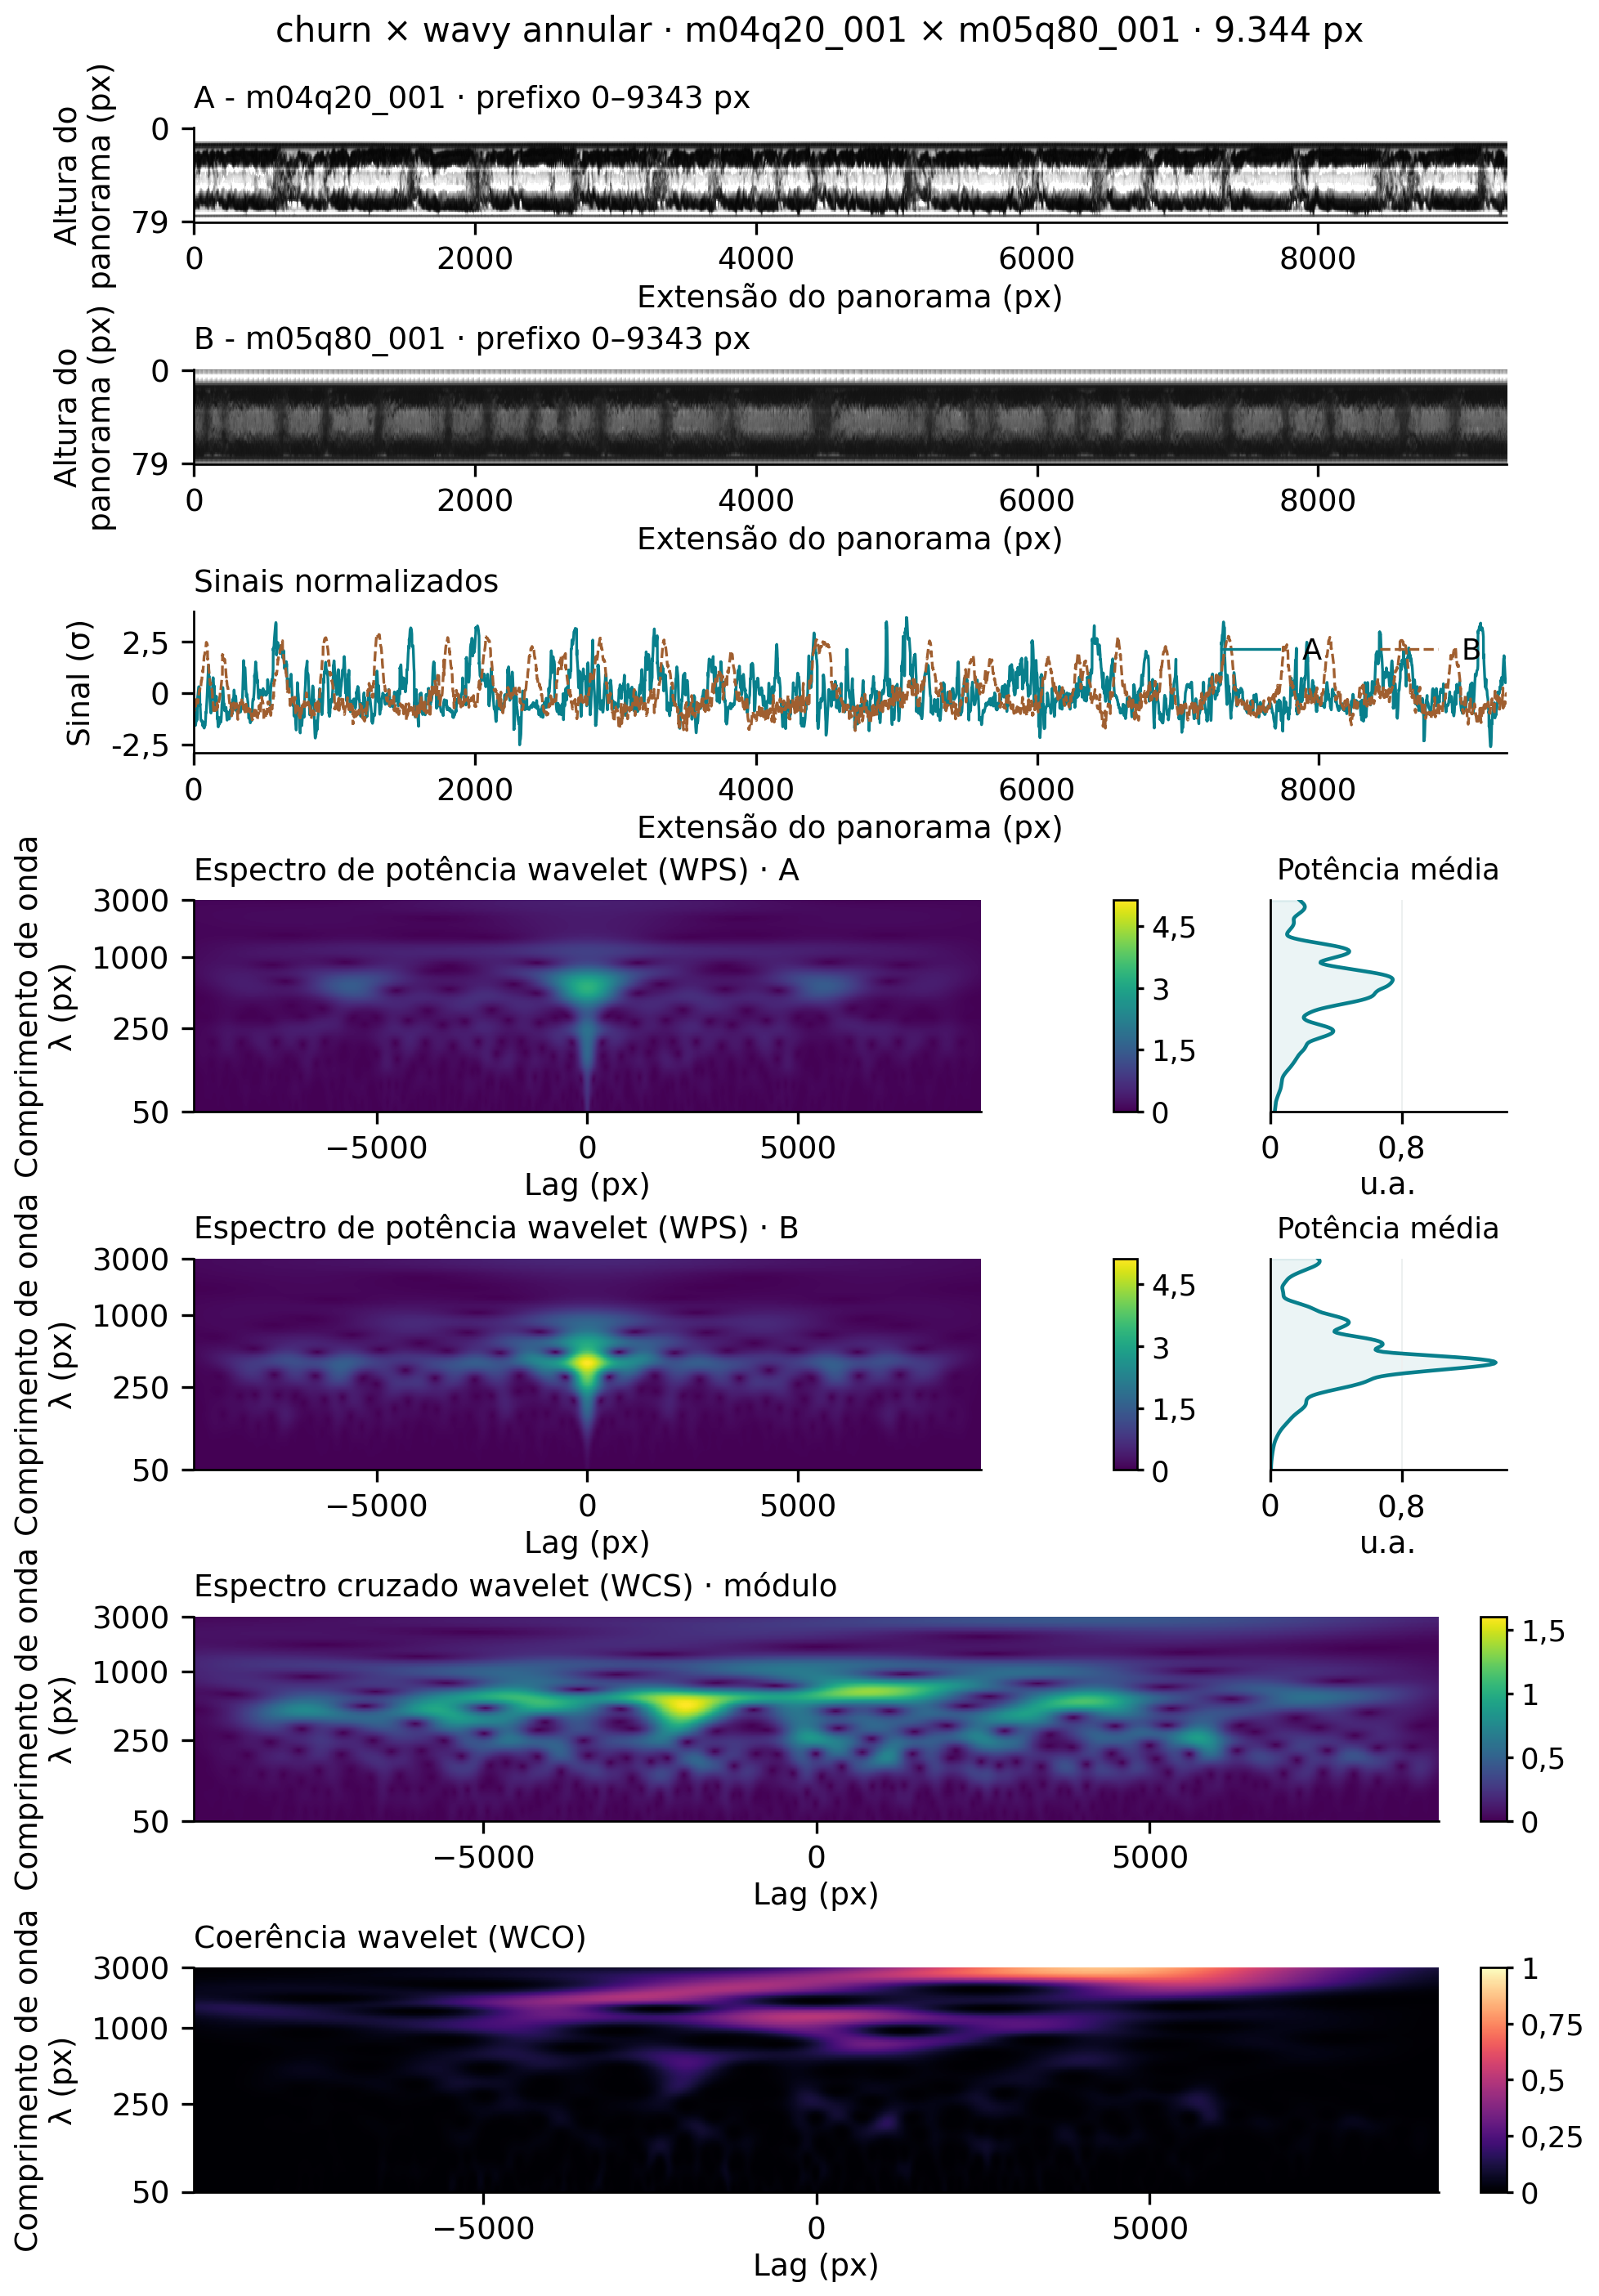 churn × wavy annular · m04q20_001 × m05q80_001 · 9.344 px
A - m04q20_001 · prefixo 0–9343 px
Altura do
panorama (px)
0
79
0 2000 4000 6000 8000
Extensão do panorama (px)
B - m05q80_001 · prefixo 0–9343 px
Altura do
panorama (px)
0
79
0 2000 4000 6000 8000
Extensão do panorama (px)
Sinais normalizados
Sinal (σ)
2,5
0
-2,5
A B
0 2000 4000 6000 8000
Extensão do panorama (px)
Espectro de potência wavelet (WPS) · A
Comprimento de onda
λ (px)
3000
1000
250
50
−5000 0 5000
Lag (px)
4,5
3
1,5
0
Potência média
0 0,8
u.a.
Espectro de potência wavelet (WPS) · B
Comprimento de onda
λ (px)
3000
1000
250
50
−5000 0 5000
Lag (px)
4,5
3
1,5
0
Potência média
0 0,8
u.a.
Espectro cruzado wavelet (WCS) · módulo
Comprimento de onda
λ (px)
3000
1000
250
50
−5000 0 5000
Lag (px)
1,5
1
0,5
0
Coerência wavelet (WCO)
Comprimento de onda
λ (px)
3000
1000
250
50
−5000 0 5000
Lag (px)
1
0,75
0,5
0,25
0